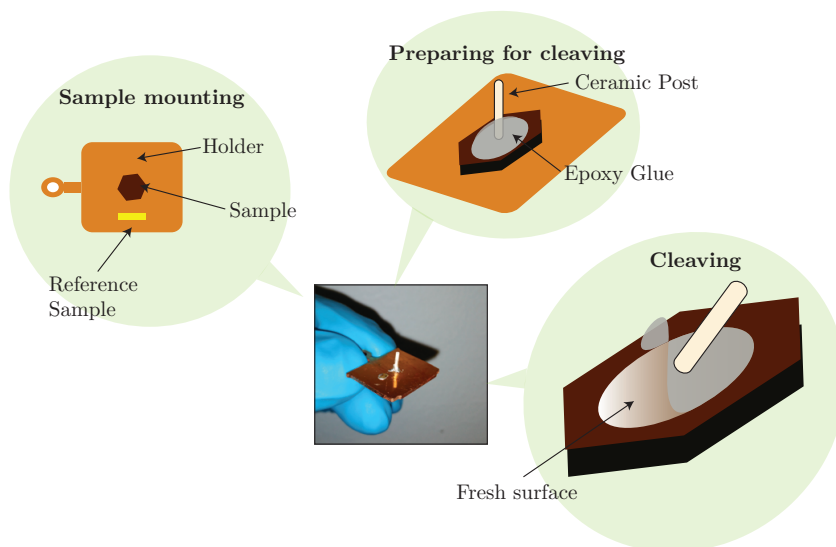 Sample mounting
Holder
Sample
Reference
Sample
Preparing for cleaving
Ceramic Post
Epoxy Glue
Cleaving
Fresh surface